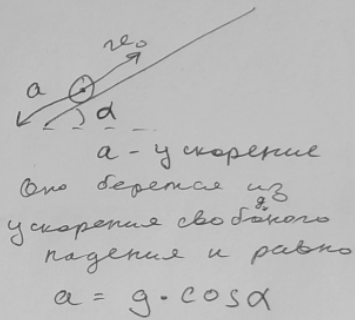 v₀
a
α
a - ускорение
Оно берется из
g
ускорения свободного
падения и равно
a = g · cosα